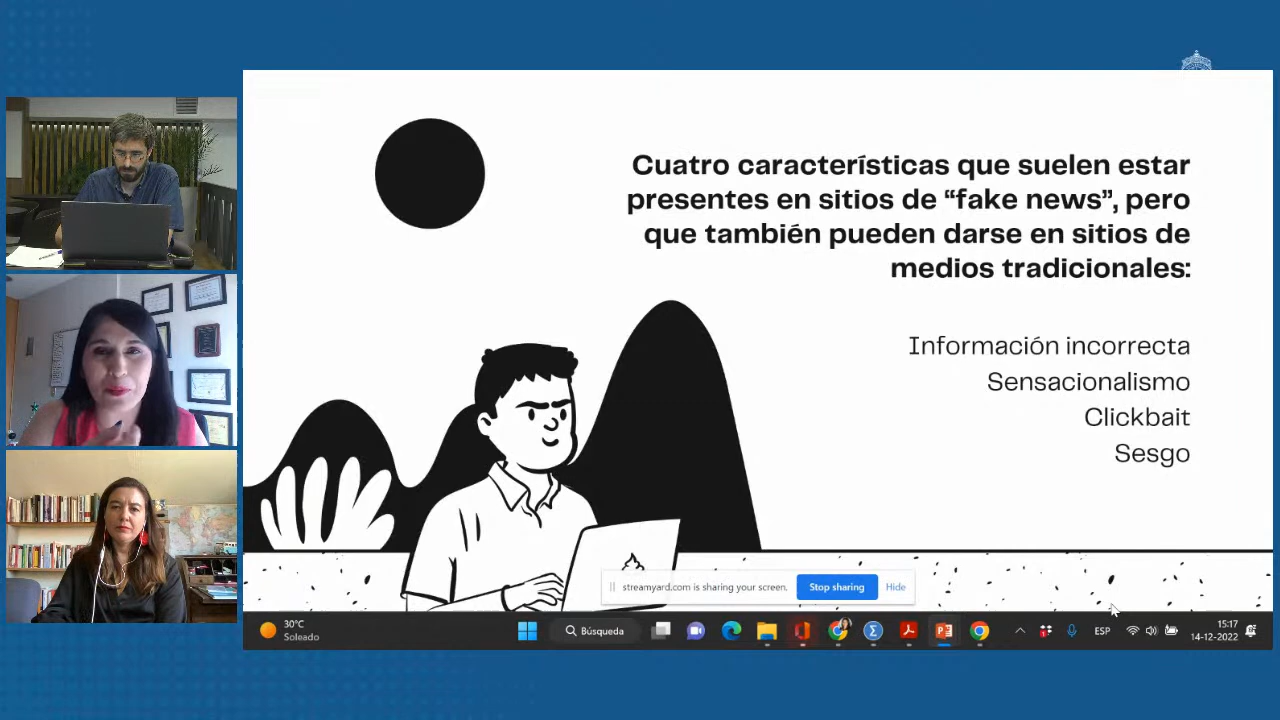 Cuatro características que suelen estar
presentes en sitios de “fake news”, pero
que también pueden darse en sitios de
medios tradicionales:
Información incorrecta
Sensacionalismo
Clickbait
Sesgo
streamyard.com is sharing your screen.
Stop sharing
Hide
30°C
Soleado
Búsqueda
ESP
15:17
14-12-2022